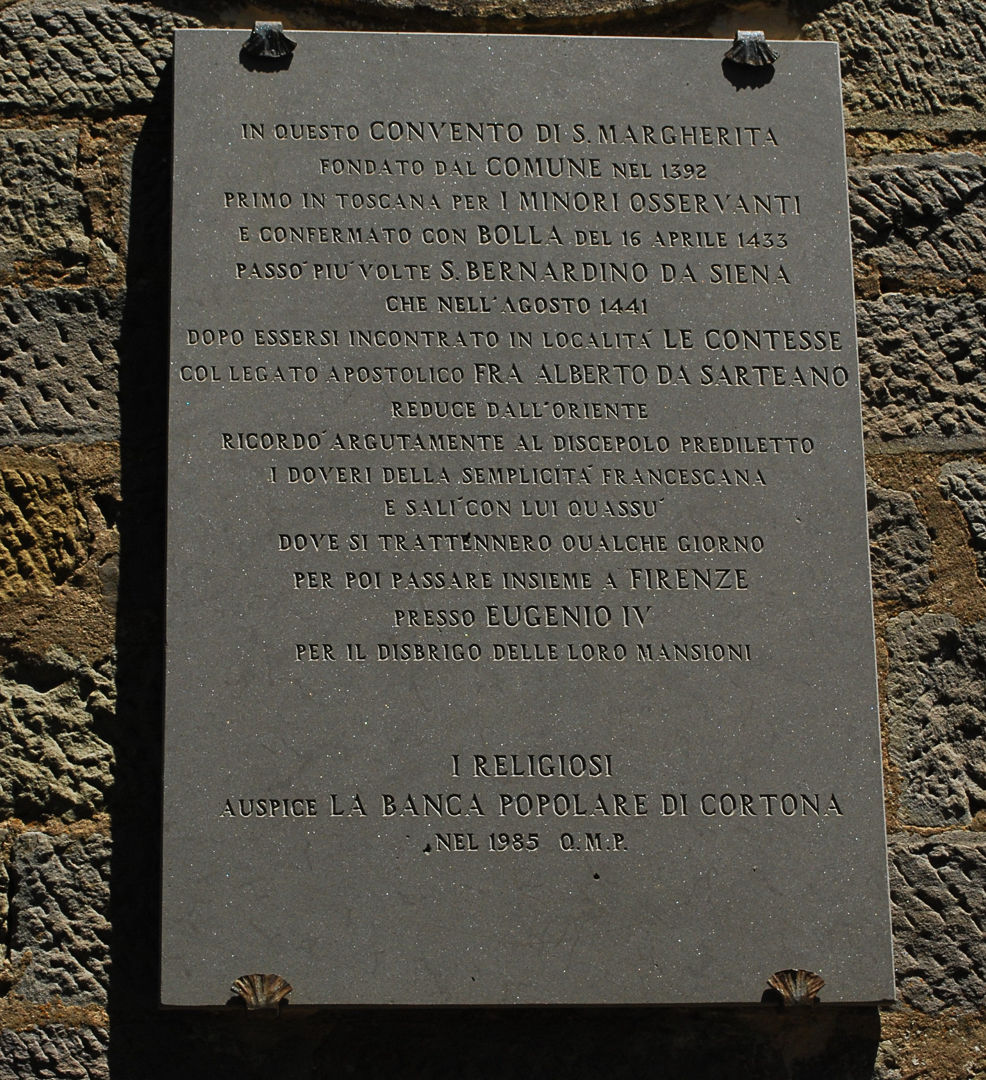 IN QUESTO CONVENTO DI S. MARGHERITA
FONDATO DAL COMUNE NEL 1392
PRIMO IN TOSCANA PER I MINORI OSSERVANTI
E CONFERMATO CON BOLLA DEL 16 APRILE 1433
PASSO' PIU' VOLTE S. BERNARDINO DA SIENA
CHE NELL'AGOSTO 1441
DOPO ESSERSI INCONTRATO IN LOCALITA' LE CONTESSE
COL LEGATO APOSTOLICO FRA ALBERTO DA SARTEANO
REDUCE DALL'ORIENTE
RICORDO' ARGUTAMENTE AL DISCEPOLO PREDILETTO
I DOVERI DELLA SEMPLICITA' FRANCESCANA
E SALI' CON LUI QUASSU'
DOVE SI TRATTENNERO QUALCHE GIORNO
PER POI PASSARE INSIEME A FIRENZE
PRESSO EUGENIO IV
PER IL DISBRIGO DELLE LORO MANSIONI
I RELIGIOSI
AUSPICE LA BANCA POPOLARE DI CORTONA
NEL 1985 Q.M.P.